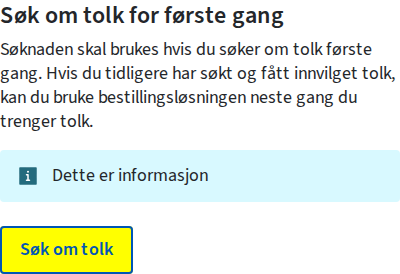 Søk om tolk for første gang
Søknaden skal brukes hvis du søker om tolk første
gang. Hvis du tidligere har søkt og fått innvilget tolk,
kan du bruke bestillingsløsningen neste gang du
trenger tolk.
Dette er informasjon
Søk om tolk